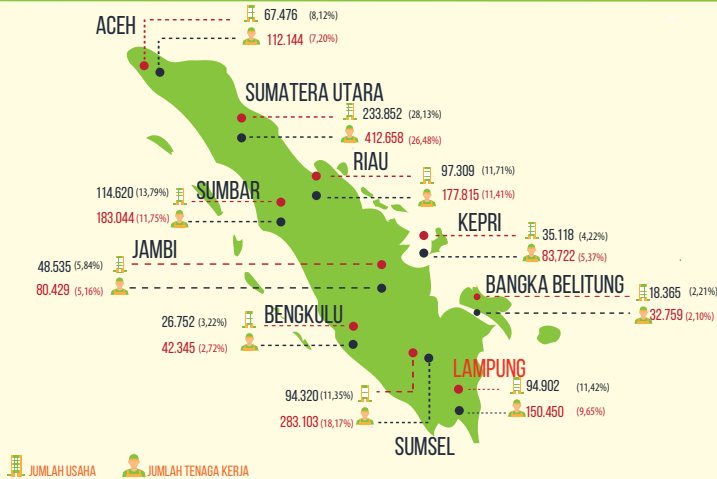 ACEH
67.476 (8,12%)
112.144 (7,20%)
SUMATERA UTARA
233.852 (28,13%)
412.658 (26,48%)
RIAU
97.309 (11,71%)
177.815 (11,41%)
SUMBAR
114.620 (13,79%)
183.044 (11,75%)
KEPRI
35.118 (4,22%)
83.722 (5,37%)
JAMBI
48.535 (5,84%)
80.429 (5,16%)
BANGKA BELITUNG
18.365 (2,21%)
32.759 (2,10%)
BENGKULU
26.752 (3,22%)
42.345 (2,72%)
LAMPUNG
94.902 (11,42%)
150.450 (9,65%)
94.320 (11,35%)
283.103 (18,17%)
SUMSEL
JUMLAH USAHA
JUMLAH TENAGA KERJA